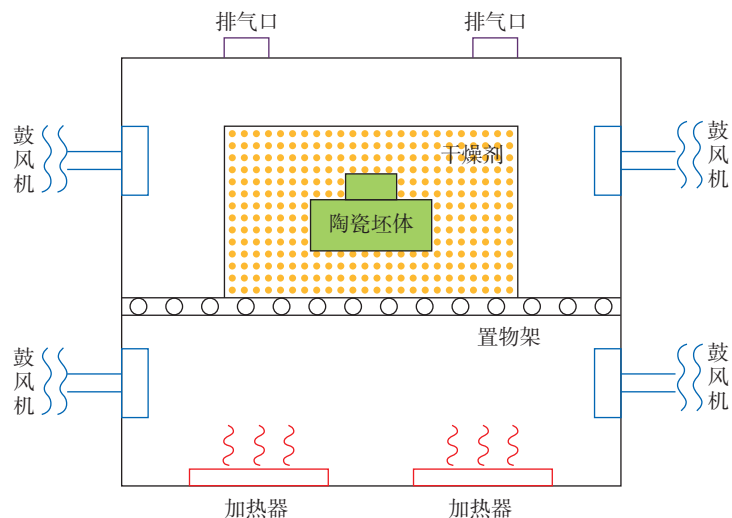 排气口
排气口
鼓风机
鼓风机
干燥剂
陶瓷坯体
置物架
鼓风机
鼓风机
加热器
加热器